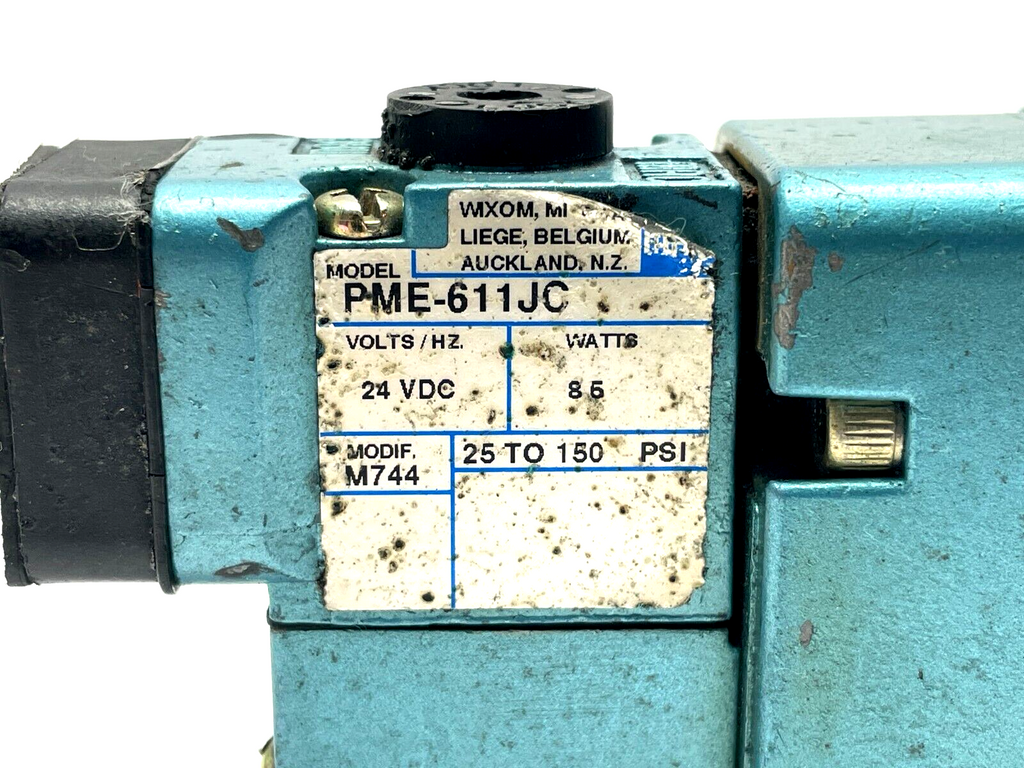 WIXOM, MI
LIEGE, BELGIUM
AUCKLAND, N.Z.
MODEL
PME-611JC
VOLTS / HZ.
WATTS
24 VDC
8 5
MODIF.
M744
25 TO 150 PSI